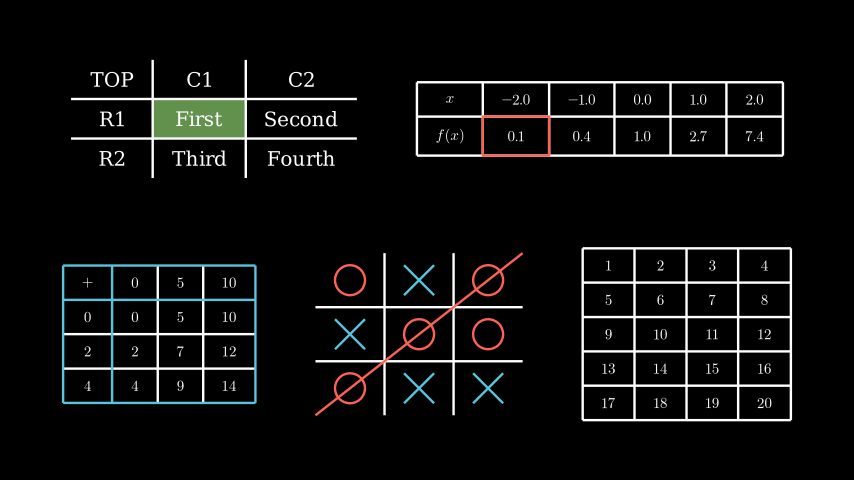 TOP C1 C2
R1 First Second
R2 Third Fourth
x −2.0 −1.0 0.0 1.0 2.0
f(x) 0.1 0.4 1.0 2.7 7.4
+ 0 5 10
0 0 5 10
2 2 7 12
4 4 9 14
1 2 3 4
5 6 7 8
9 10 11 12
13 14 15 16
17 18 19 20